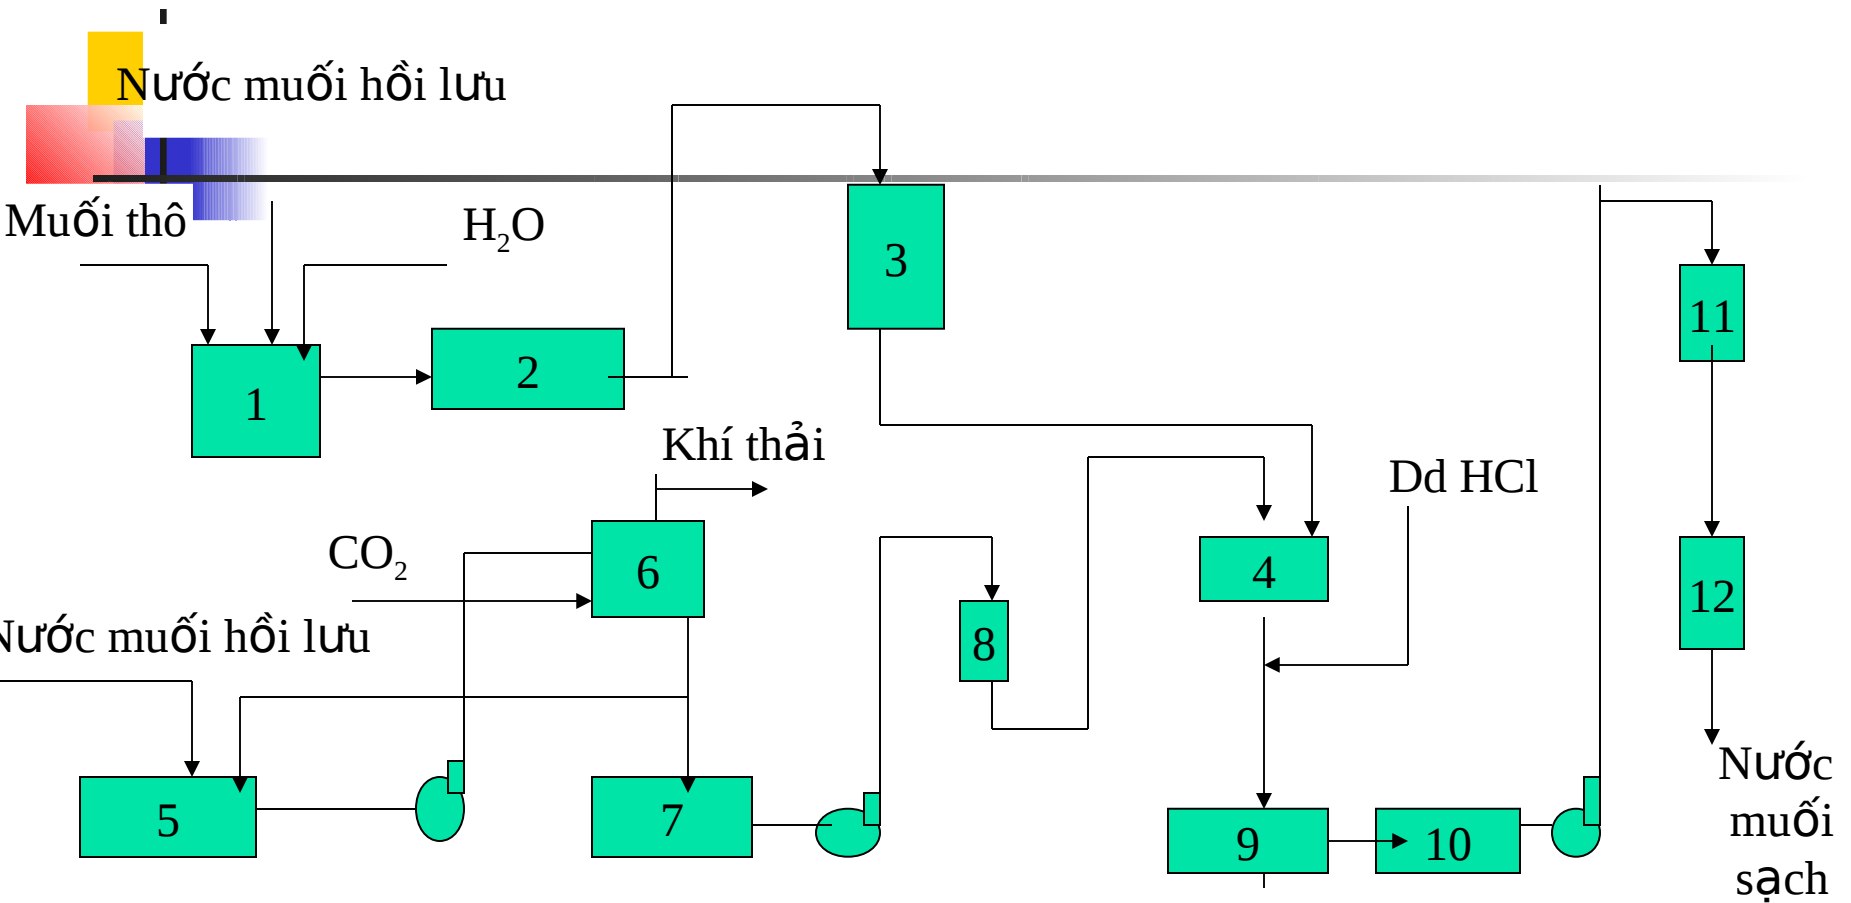 Nước muối hồi lưu
Muối thô
H2O
3
11
2
1
Khí thải
Dd HCl
CO2
6
4
12
8
Nước muối hồi lưu
5
7
9
10
Nước
muối
sạch